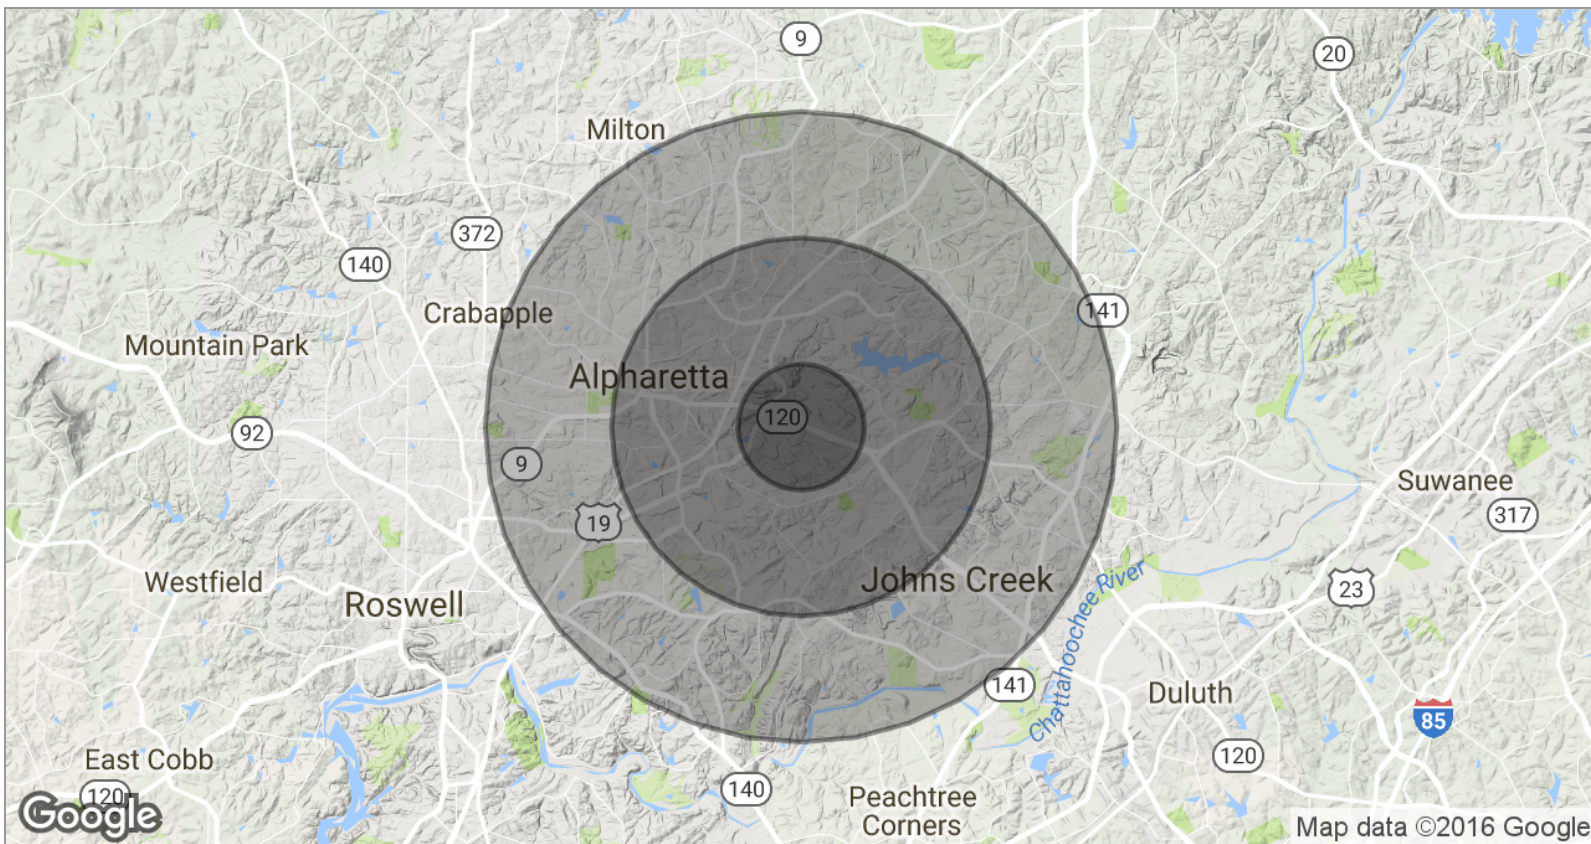 9
20
Milton
372
140
141
Crabapple
Mountain Park
Alpharetta
120
92
9
Suwanee
317
19
Johns Creek
Westfield
Roswell
23
Chattahoochee River
141
Duluth
85
120
East Cobb
140
120
Peachtree
Corners
Google
Map data ©2016 Google